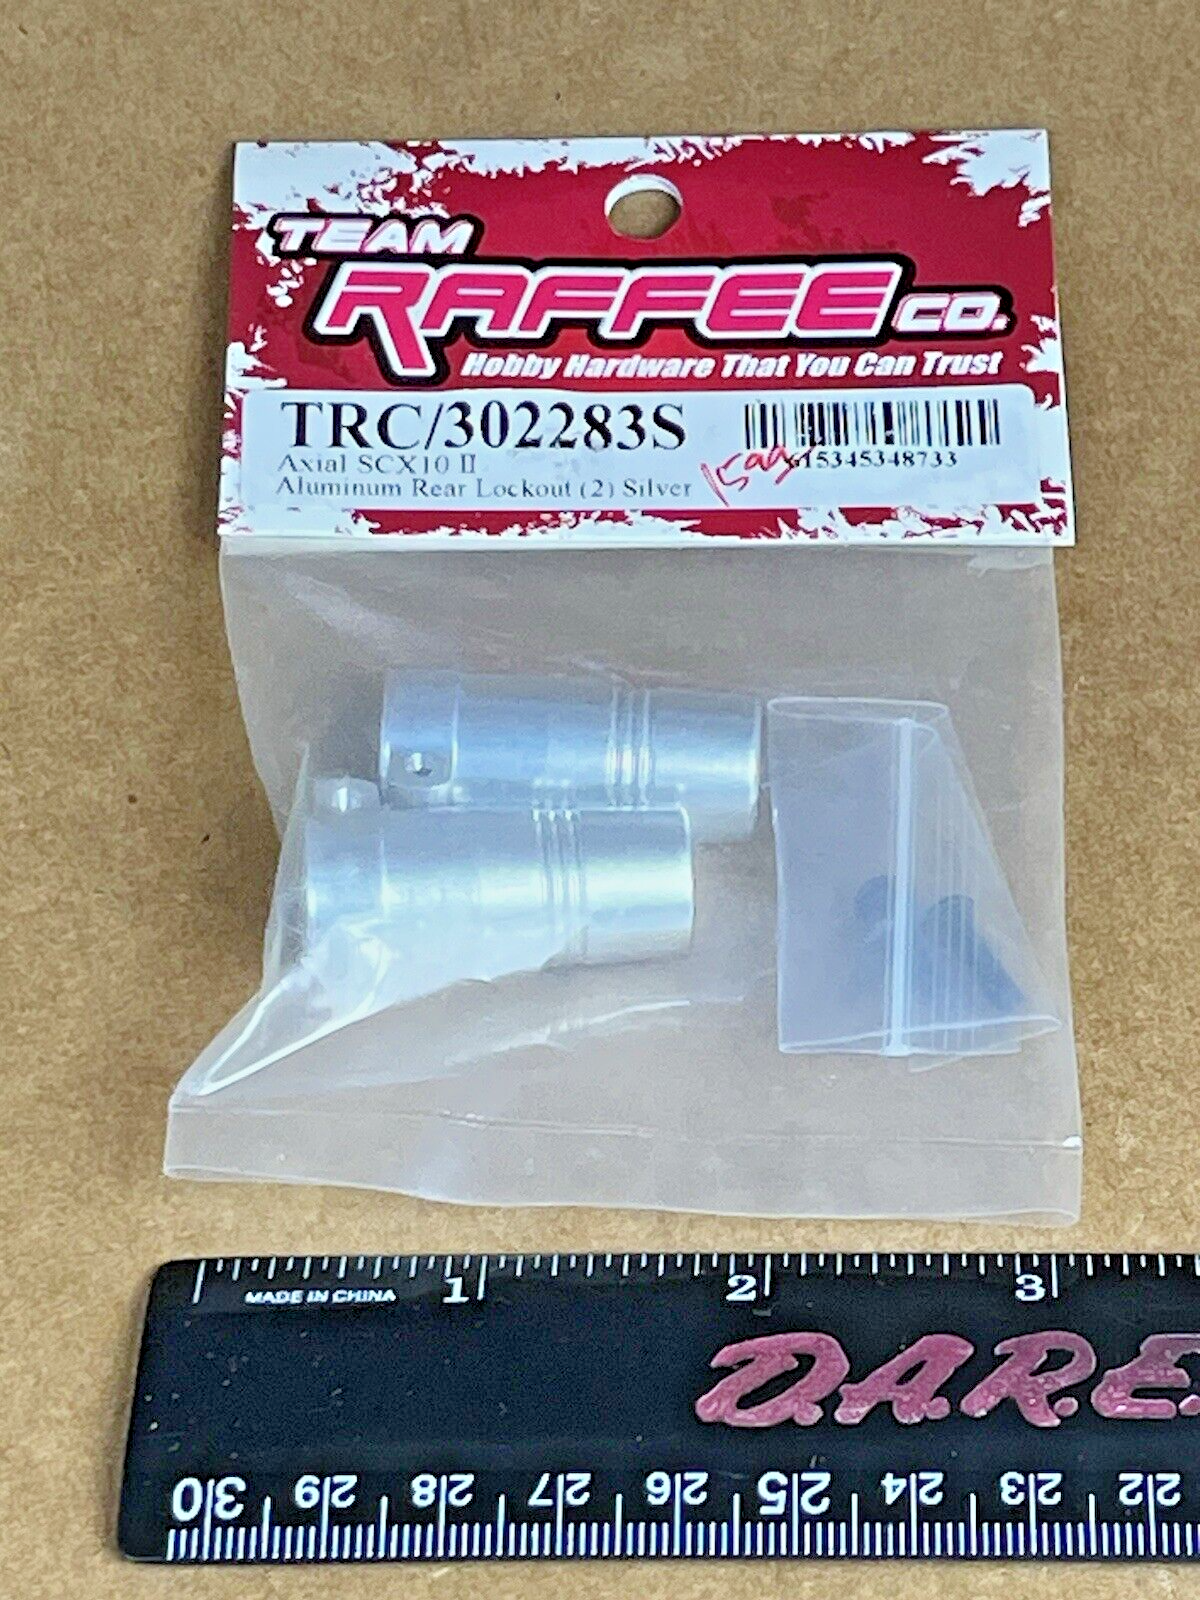 TEAM
RAFFEE CO.
Hobby Hardware That You Can Trust
TRC/302283S
Axial SCX10 II
Aluminum Rear Lockout (2) Silver
1599
615345348733
MADE IN CHINA
1 2 3
D.A.R.E.
30 29 28 27 26 25 24 23 22